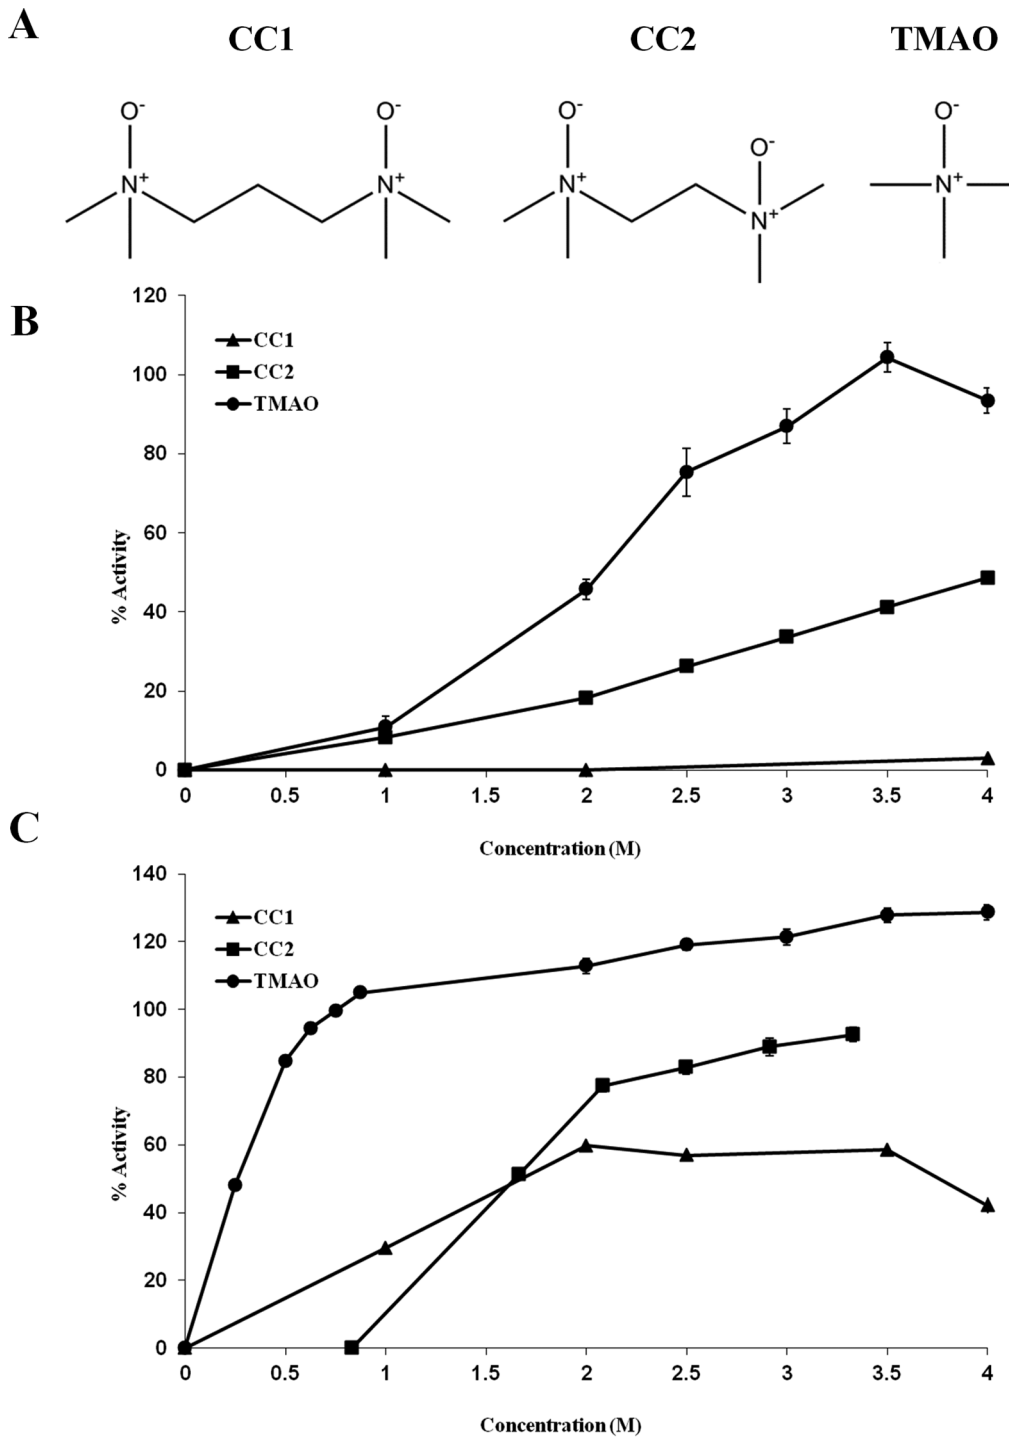 A
CC1 CC2 TMAO
O- O- O- O- O-
N+ N+ N+ N+ N+
B
120
100
80
60
40
20
0
% Activity
CC1
CC2
TMAO
0 0.5 1 1.5 2 2.5 3 3.5 4
Concentration (M)
C
140
120
100
80
60
40
20
0
% Activity
CC1
CC2
TMAO
0 0.5 1 1.5 2 2.5 3 3.5 4
Concentration (M)